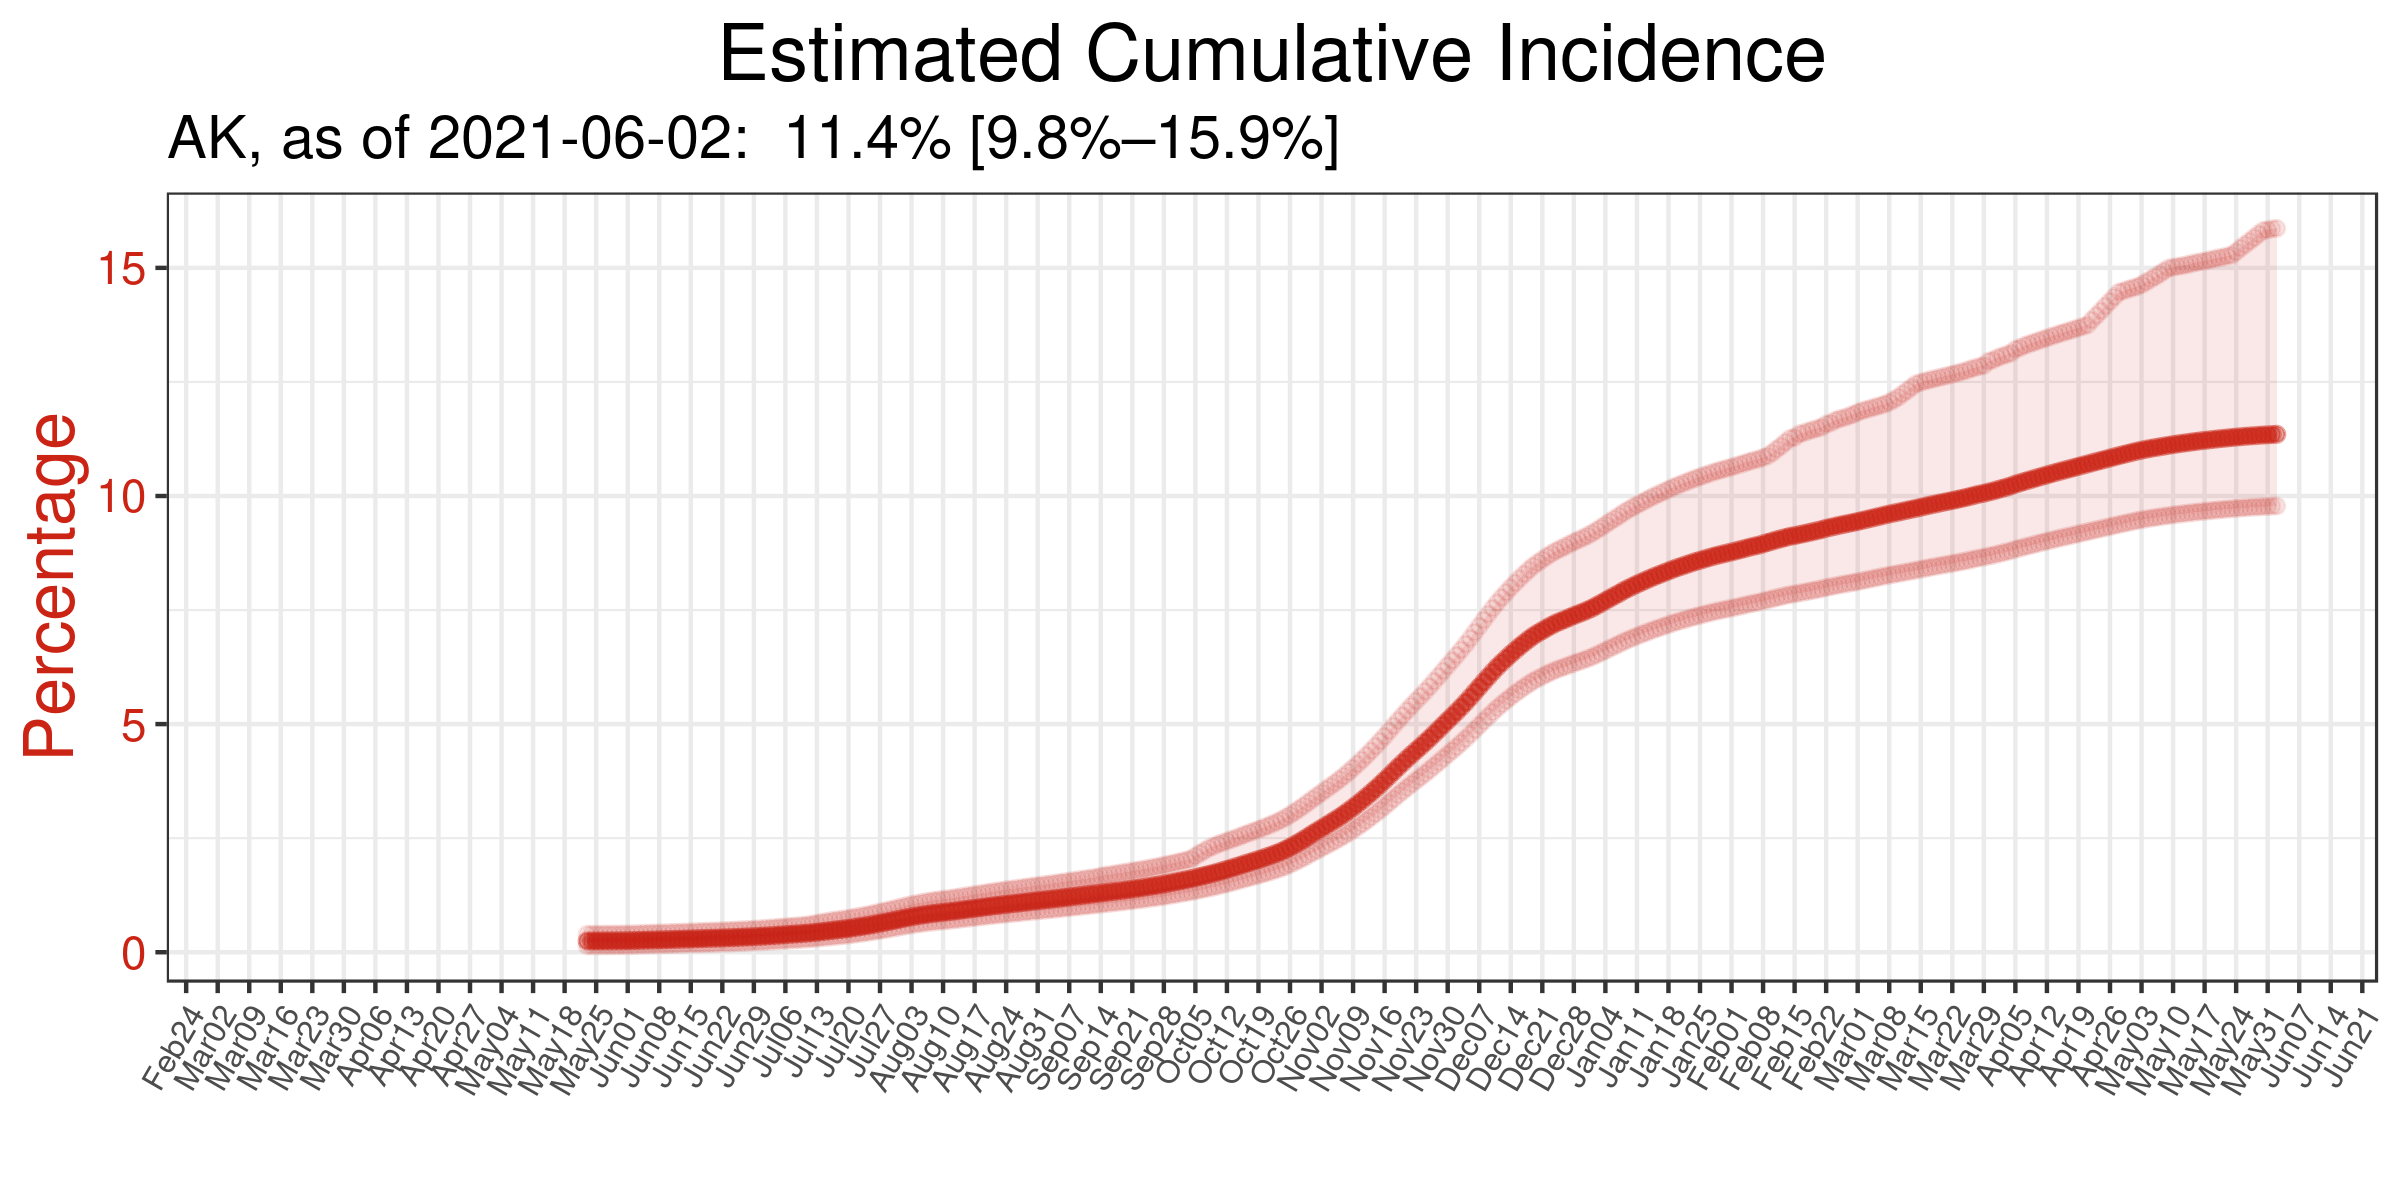 Estimated Cumulative Incidence
AK, as of 2021-06-02:  11.4% [9.8%–15.9%]
Percentage
15
10
5
0
Feb24
Mar02
Mar09
Mar16
Mar23
Mar30
Apr06
Apr13
Apr20
Apr27
May04
May11
May18
May25
Jun01
Jun08
Jun15
Jun22
Jun29
Jul06
Jul13
Jul20
Jul27
Aug03
Aug10
Aug17
Aug24
Aug31
Sep07
Sep14
Sep21
Sep28
Oct05
Oct12
Oct19
Oct26
Nov02
Nov09
Nov16
Nov23
Nov30
Dec07
Dec14
Dec21
Dec28
Jan04
Jan11
Jan18
Jan25
Feb01
Feb08
Feb15
Feb22
Mar01
Mar08
Mar15
Mar22
Mar29
Apr05
Apr12
Apr19
Apr26
May03
May10
May17
May24
May31
Jun07
Jun14
Jun21